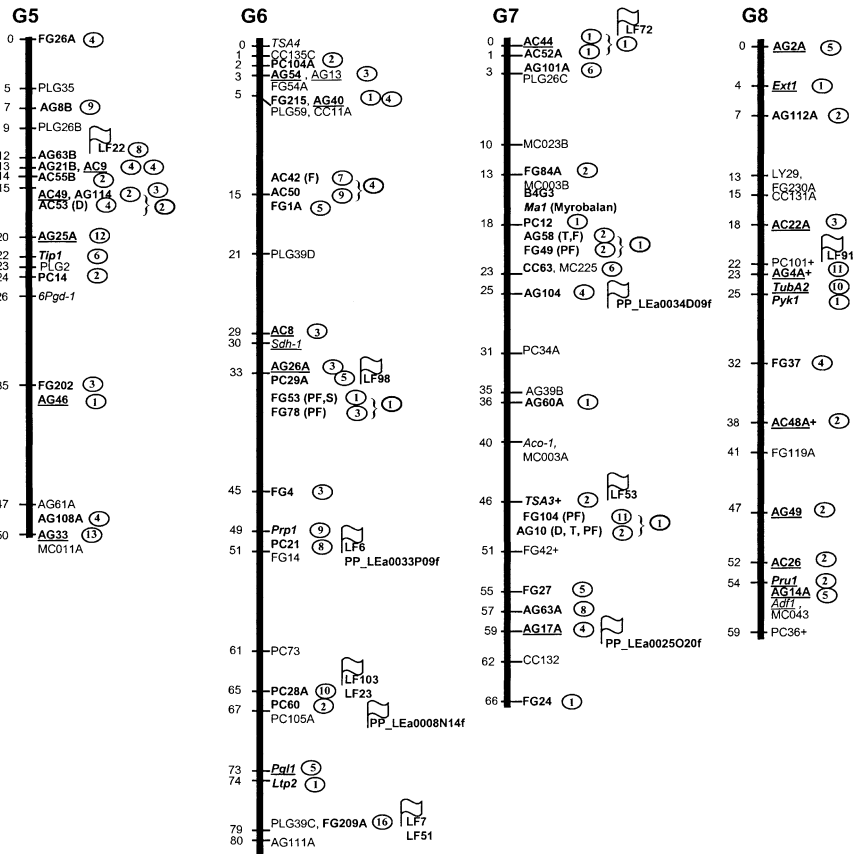 G5
0 FG26A 4
5 PLG35
7 AG8B 9
9 PLG26B
LF22
12 AG63B 8
13 AG21B, AC9 4 4
14 AC55B 2
15 AC49, AG114 2 3
AC53 (D) 4 } 2
20 AG25A 12
22 Tip1 6
23 PLG2
24 PC14 2
26 6Pgd-1
35 FG202 3
AG46 1
47 AG61A
AG108A 4
50 AG33 13
MC011A
G6
0 TSA4
1 CC135C
2 PC104A 2
3 AG54 , AG13 3
FG54A
5 FG215, AG40 1 4
PLG59, CC11A
AC42 (F) 7
15 AC50 9 } 4
FG1A 5
21 PLG39D
29 AC8 3
30 Sdh-1
33 AG26A 3
PC29A 5 LF98
FG53 (PF,S) 1
FG78 (PF) 3 } 1
45 FG4 3
49 Prp1 9
51 PC21 8 LF6
FG14 PP_LEa0033P09f
61 PC73
LF103
65 PC28A 10 LF23
67 PC60 2
PC105A PP_LEa0008N14f
73 Pgl1 5
74 Ltp2 1
PLG39C, FG209A 16 LF7
79 LF51
80 AG111A
G7
LF72
0 AC44 1
1 AC52A 1 } 1
AG101A 6
3 PLG26C
10 MC023B
13 FG84A 2
MC003B
B4G3
Ma1 (Myrobalan)
18 PC12 1
AG58 (T,F) 2
FG49 (PF) 2 } 1
23 CC63, MC225 6
25 AG104 4
PP_LEa0034D09f
31 PC34A
35 AG39B
36 AG60A 1
40 Aco-1,
MC003A
LF53
46 TSA3+ 2
FG104 (PF) 11
AG10 (D, T, PF) 2 } 1
51 FG42+
55 FG27 5
57 AG63A 8
59 AG17A 4
PP_LEa0025O20f
62 CC132
66 FG24 1
G8
0 AG2A 5
4 Ext1 1
7 AG112A 2
13 LY29,
FG230A
15 CC131A
18 AC22A 3
LF91
22 PC101+
23 AG4A+ 11
25 TubA2 10
Pyk1 1
32 FG37 4
38 AC48A+ 2
41 FG119A
47 AG49 2
52 AC26 2
54 Pru1 2
AG14A 5
Adf1 ,
MC043
59 PC36+